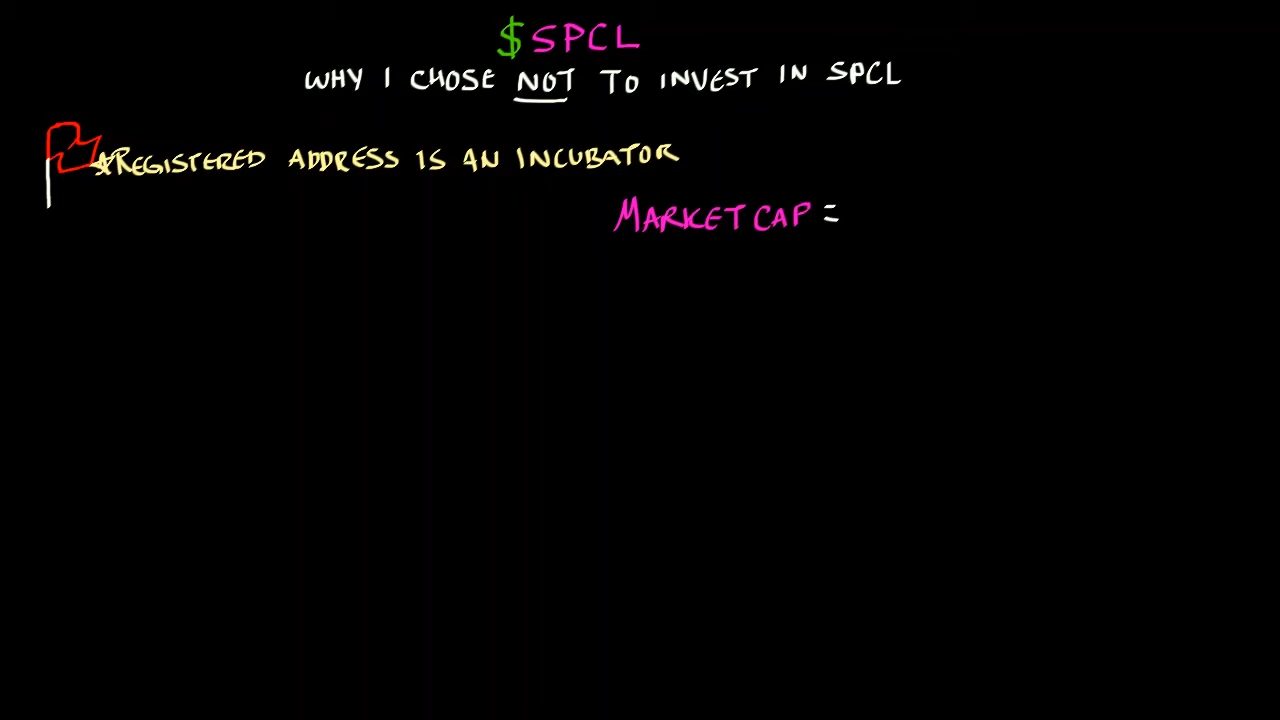 $SPCL
WHY I CHOSE NOT TO INVEST IN SPCL
*REGISTERED ADDRESS IS AN INCUBATOR
MARKET CAP =